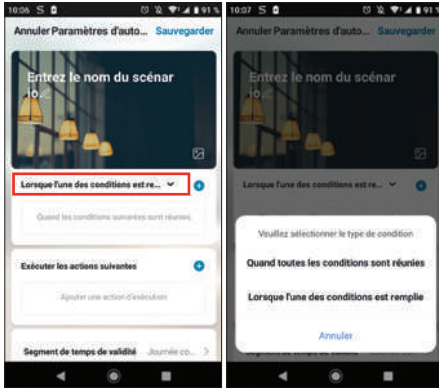 10:06 S 91 %
Annuler Paramètres d'auto... Sauvegarder
Entrez le nom du scénar
io.
Lorsque l'une des conditions est re...
Quand les conditions suivantes sont réunies
Exécuter les actions suivantes
Ajouter une action d'exécution
Segment de temps de validité Journée co...
10:07 S 91 %
Annuler Paramètres d'auto... Sauvegarder
Entrez le nom du scénar
io.
Lorsque l'une des conditions est re...
Veuillez sélectionner le type de condition
Quand toutes les conditions sont réunies
Lorsque l'une des conditions est remplie
Annuler